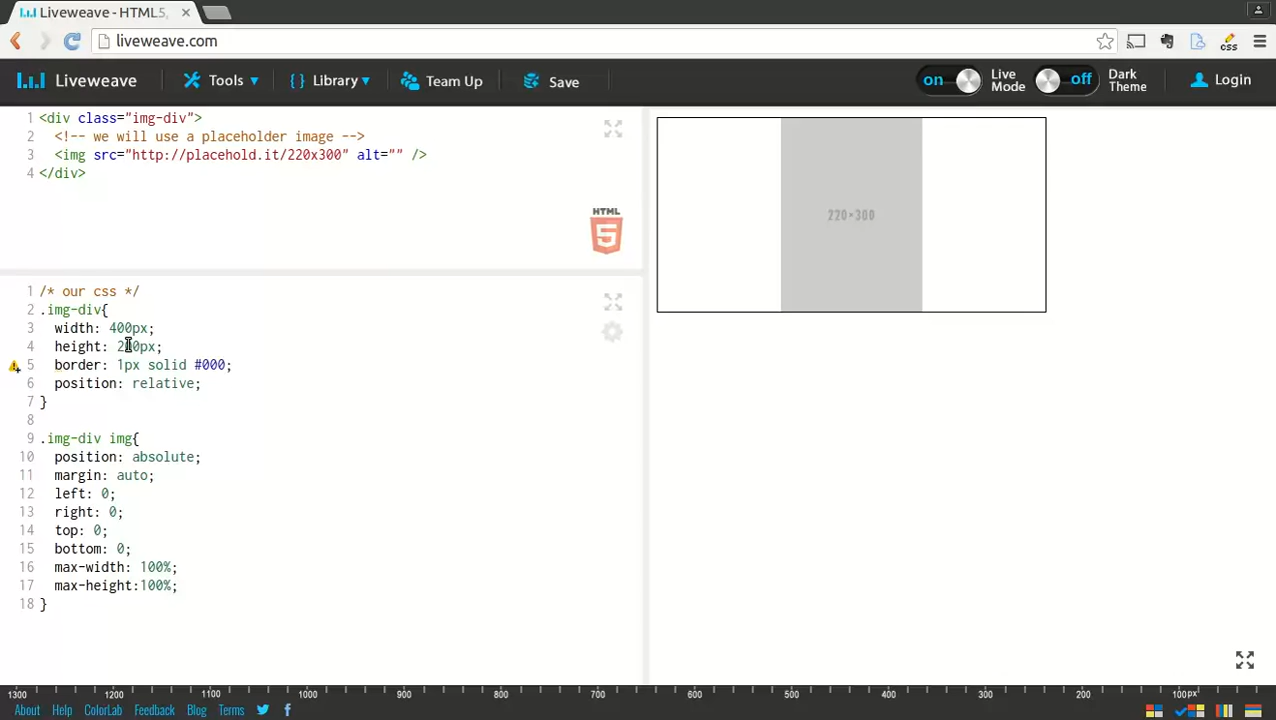 Liveweave - HTML5,
liveweave.com
css
Liveweave
Tools
{ } Library
Team Up
Save
on
Live Mode
off
Dark Theme
Login
1 <div class="img-div">
2 <!-- we will use a placeholder image -->
3 <img src="http://placehold.it/220x300" alt="" />
4 </div>
HTML
5
220×300
1 /* our css */
2 .img-div{
3 width: 400px;
4 height: 200px;
5 border: 1px solid #000;
6 position: relative;
7 }
8
9 .img-div img{
10 position: absolute;
11 margin: auto;
12 left: 0;
13 right: 0;
14 top: 0;
15 bottom: 0;
16 max-width: 100%;
17 max-height:100%;
18 }
1300 1200 1100 1000 900 800 700 600 500 400 300 200 100px
About Help ColorLab Feedback Blog Terms